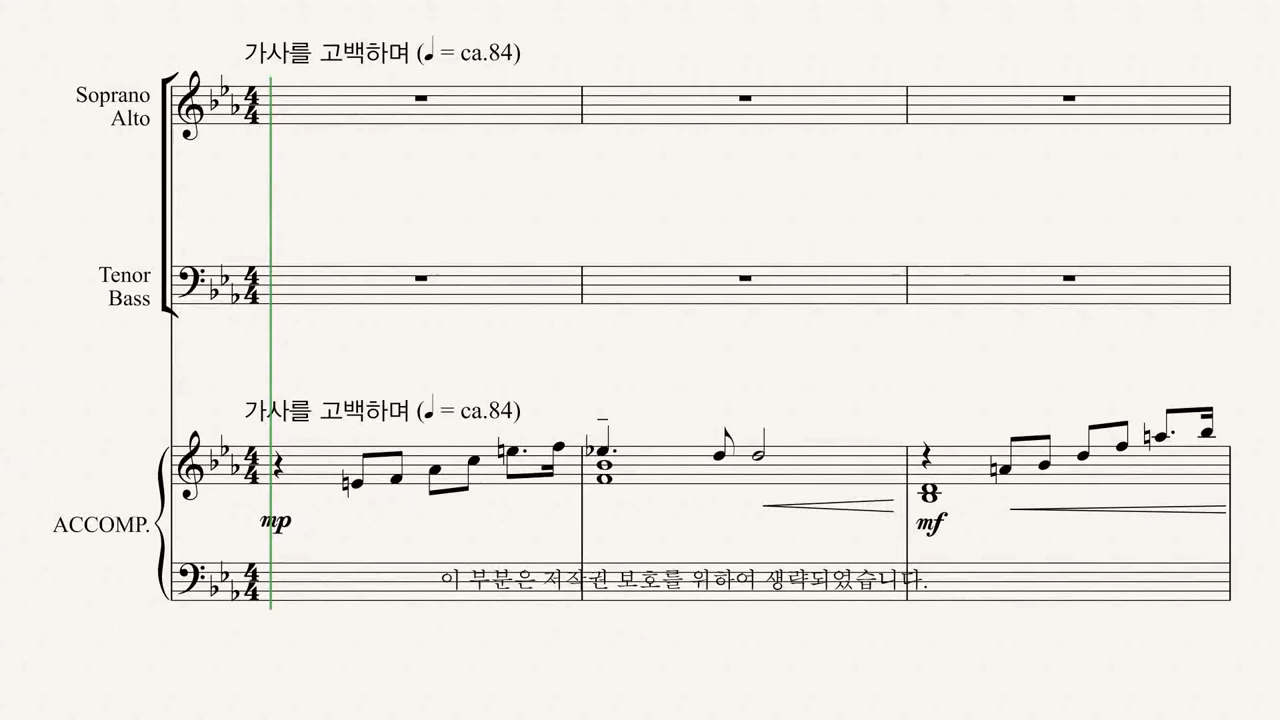 가사를 고백하며 (♩ = ca.84)
Soprano
Alto
Tenor
Bass
가사를 고백하며 (♩ = ca.84)
mp
mf
ACCOMP.
이 부분은 저작권 보호를 위하여 생략되었습니다.